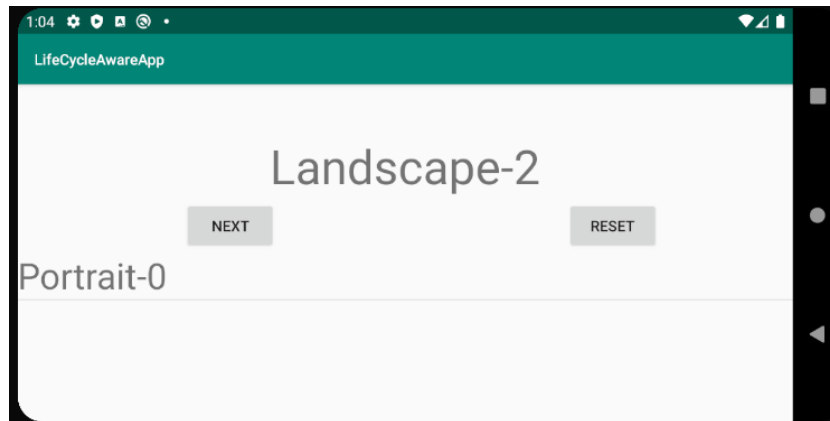 1:04
LifeCycleAwareApp
Landscape-2
NEXT RESET
Portrait-0